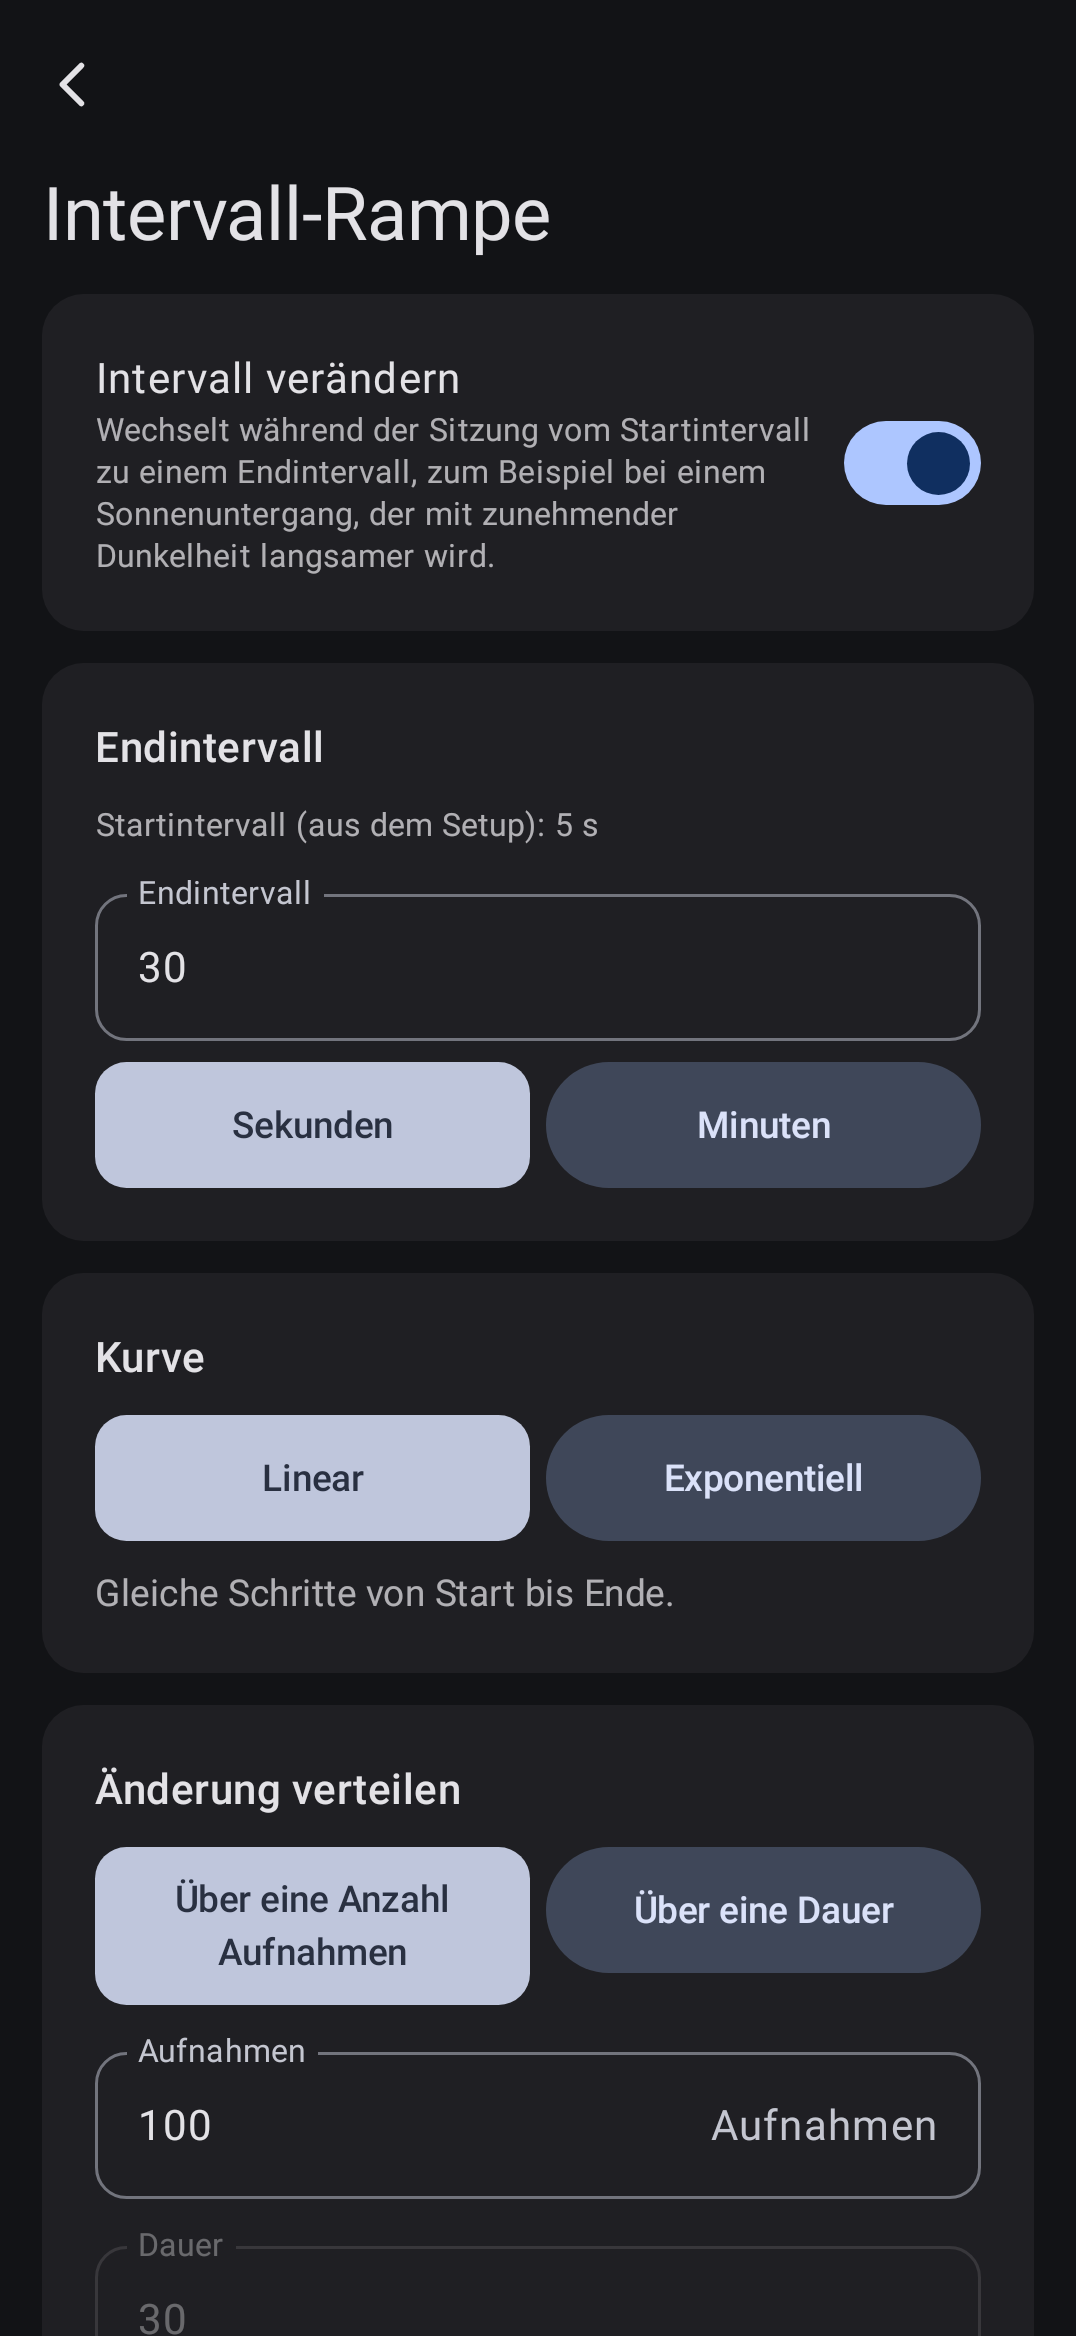 Intervall-Rampe
Intervall verändern
Wechselt während der Sitzung vom Startintervall
zu einem Endintervall, zum Beispiel bei einem
Sonnenuntergang, der mit zunehmender
Dunkelheit langsamer wird.
Endintervall
Startintervall (aus dem Setup): 5 s
Endintervall
30
Sekunden
Minuten
Kurve
Linear
Exponentiell
Gleiche Schritte von Start bis Ende.
Änderung verteilen
Über eine Anzahl
Aufnahmen
Über eine Dauer
Aufnahmen
100
Aufnahmen
Dauer
30